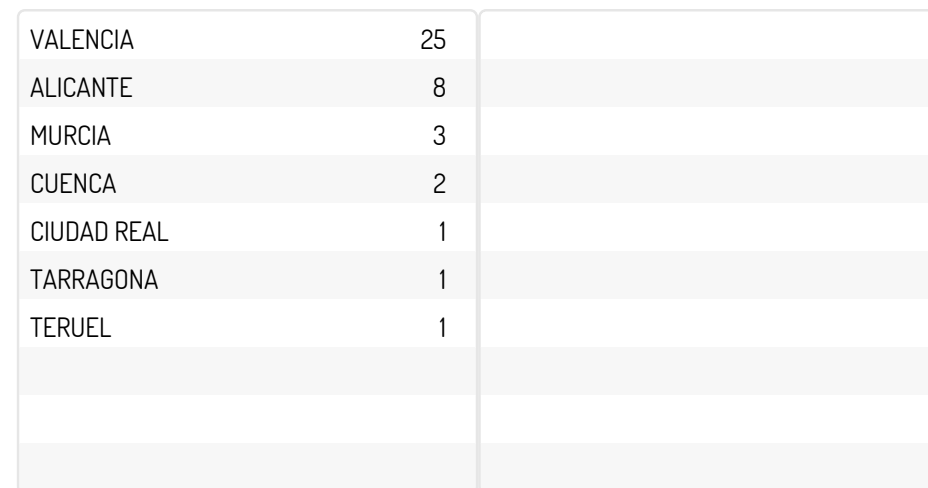 VALENCIA 25
ALICANTE 8
MURCIA 3
CUENCA 2
CIUDAD REAL 1
TARRAGONA 1
TERUEL 1